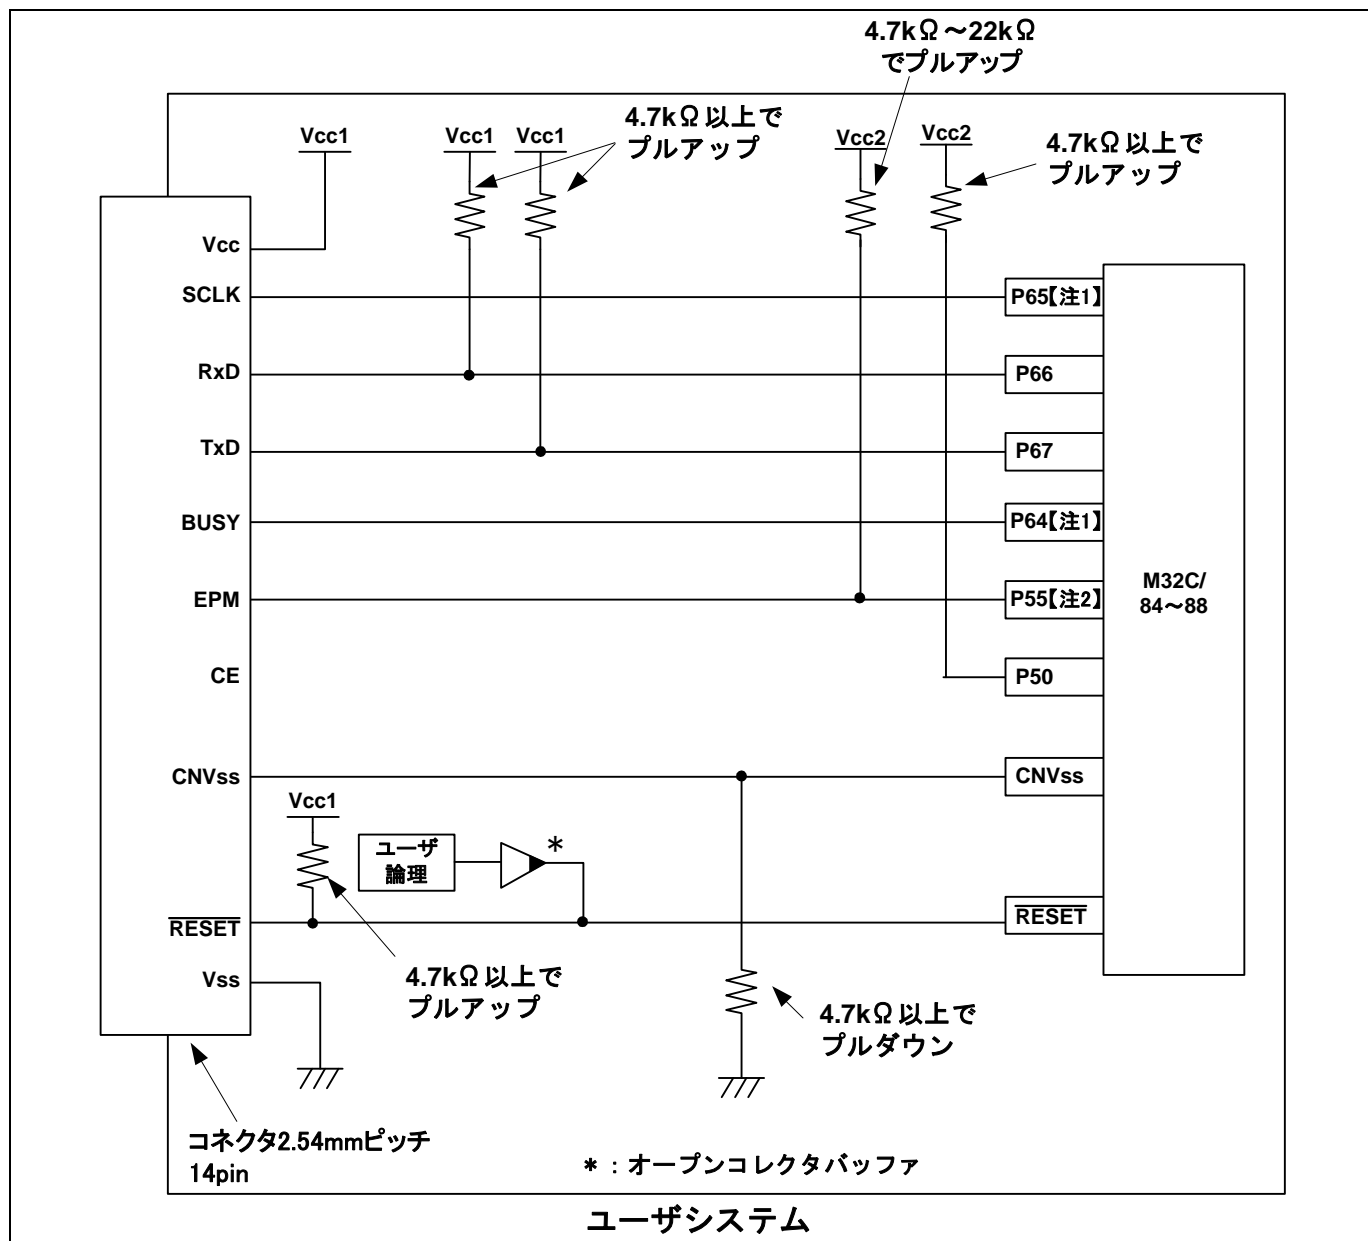 4.7kΩ～22kΩ
でプルアップ
4.7kΩ以上で
プルアップ
4.7kΩ以上で
プルアップ
Vcc1
Vcc1
Vcc1
Vcc2
Vcc2
Vcc
SCLK
P65【注1】
RxD
P66
TxD
P67
BUSY
P64【注1】
EPM
P55【注2】
M32C/
84～88
CE
P50
CNVss
CNVss
Vcc1
ユーザ
論理
*
RESET
RESET
Vss
4.7kΩ以上で
プルアップ
4.7kΩ以上で
プルダウン
コネクタ2.54mmピッチ
14pin
*：オープンコレクタバッファ
ユーザシステム